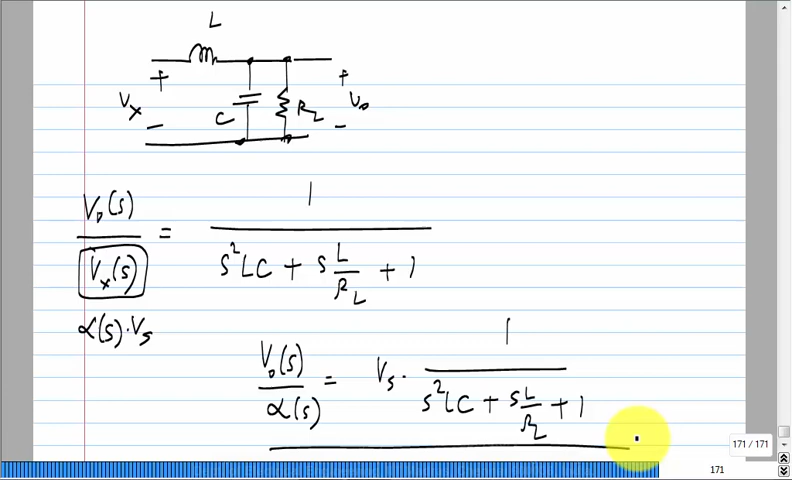 L
+ +
Vx C RL Vo
− −
Vo(s) / Vx(s) = 1 / (s²LC + s L/RL + 1)
α(s)·Vs
Vo(s) / α(s) = Vs · 1 / (s²LC + sL/RL + 1)
171 / 171
171